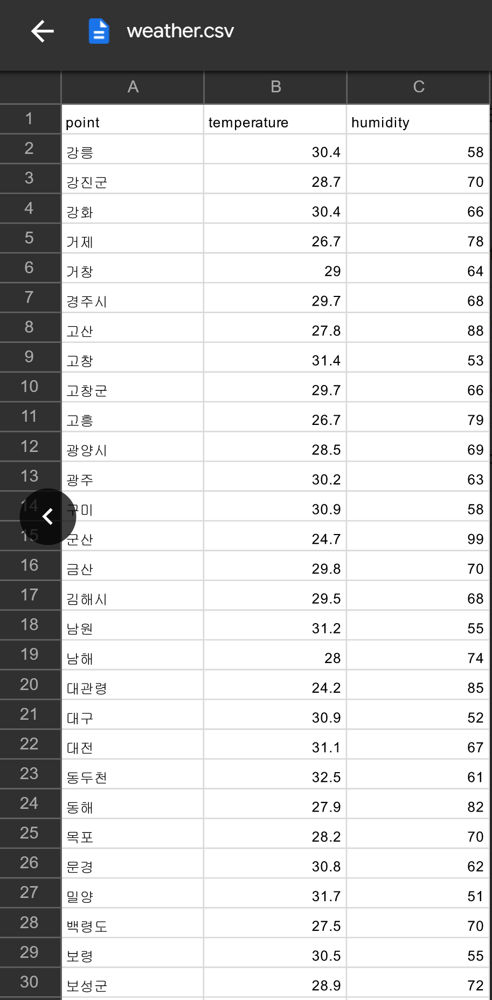 weather.csv
A B C
1 point temperature humidity
2 강릉 30.4 58
3 강진군 28.7 70
4 강화 30.4 66
5 거제 26.7 78
6 거창 29 64
7 경주시 29.7 68
8 고산 27.8 88
9 고창 31.4 53
10 고창군 29.7 66
11 고흥 26.7 79
12 광양시 28.5 69
13 광주 30.2 63
14 구미 30.9 58
15 군산 24.7 99
16 금산 29.8 70
17 김해시 29.5 68
18 남원 31.2 55
19 남해 28 74
20 대관령 24.2 85
21 대구 30.9 52
22 대전 31.1 67
23 동두천 32.5 61
24 동해 27.9 82
25 목포 28.2 70
26 문경 30.8 62
27 밀양 31.7 51
28 백령도 27.5 70
29 보령 30.5 55
30 보성군 28.9 72